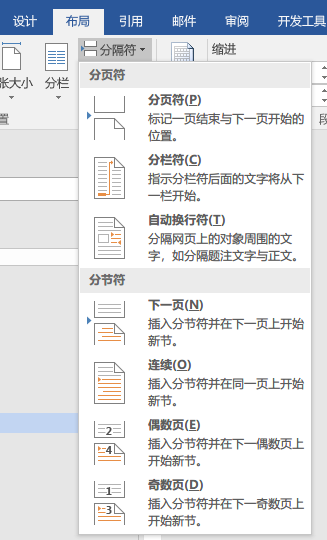 设计 布局 引用 邮件 审阅 开发工具
分隔符 缩进
张大小 分栏
置 段
分页符
分页符(P)
标记一页结束与下一页开始的
位置。
分栏符(C)
指示分栏符后面的文字将从下
一栏开始。
自动换行符(T)
分隔网页上的对象周围的文
字，如分隔题注文字与正文。
分节符
下一页(N)
插入分节符并在下一页上开始
新节。
连续(O)
插入分节符并在同一页上开始
新节。
2
4
偶数页(E)
插入分节符并在下一偶数页上
开始新节。
1
3
奇数页(D)
插入分节符并在下一奇数页上
开始新节。